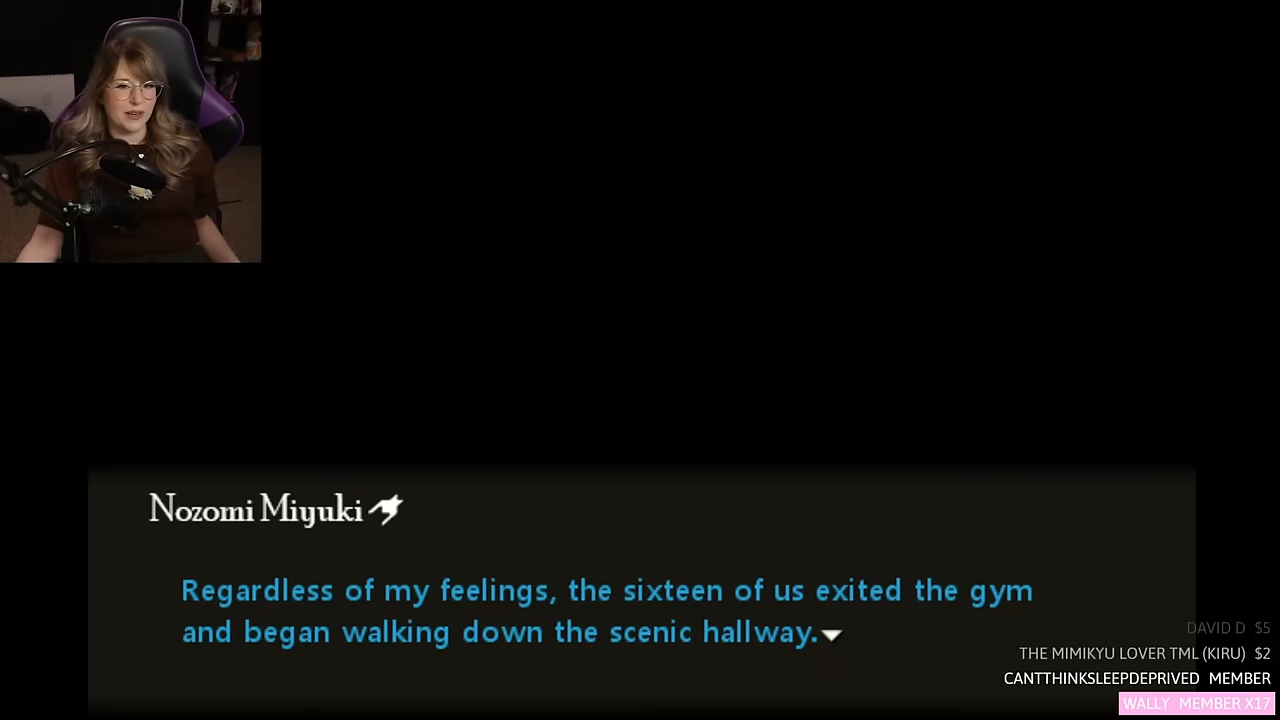 Nozomi Miyuki
Regardless of my feelings, the sixteen of us exited the gym
and began walking down the scenic hallway.
DAVID D $5
THE MIMIKYU LOVER TML (KIRU) $2
CANTTHINKSLEEPDEPRIVED MEMBER
WALLY MEMBER X17